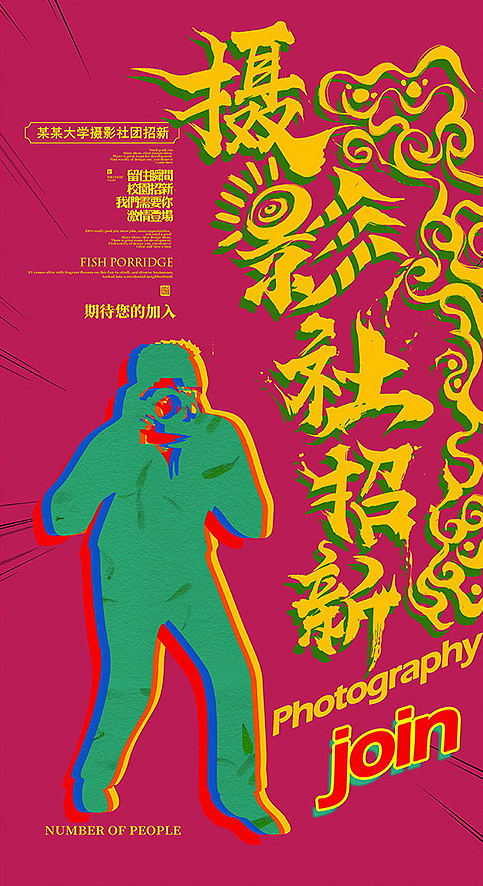 摄影社招新
某某大学摄影社团招新
留住瞬間
校園招新
我們需要你
激情登場
FISH PORRIDGE
期待您的加入
Photography
join
NUMBER OF PEOPLE